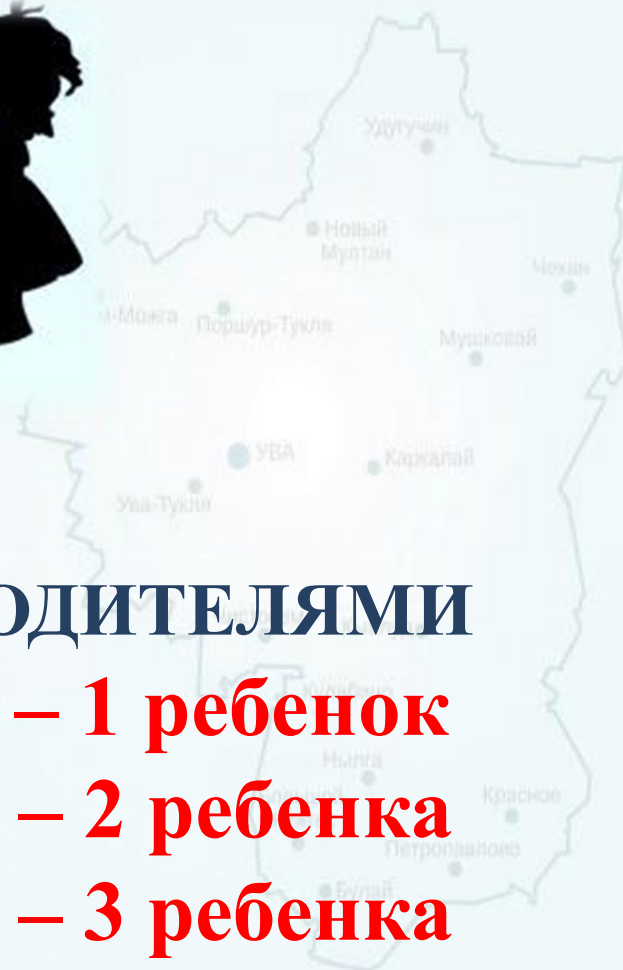 Удугучин
Новый
Мултан
Чекан
м-Можга
Поршур-Тукля
Мушковай
УВА
Каркалай
Ува-Тукля
ОДИТЕЛЯМИ
– 1 ребенок
Нылга
– 2 ребенка
Красное
Петропавлово
Булай
– 3 ребенка